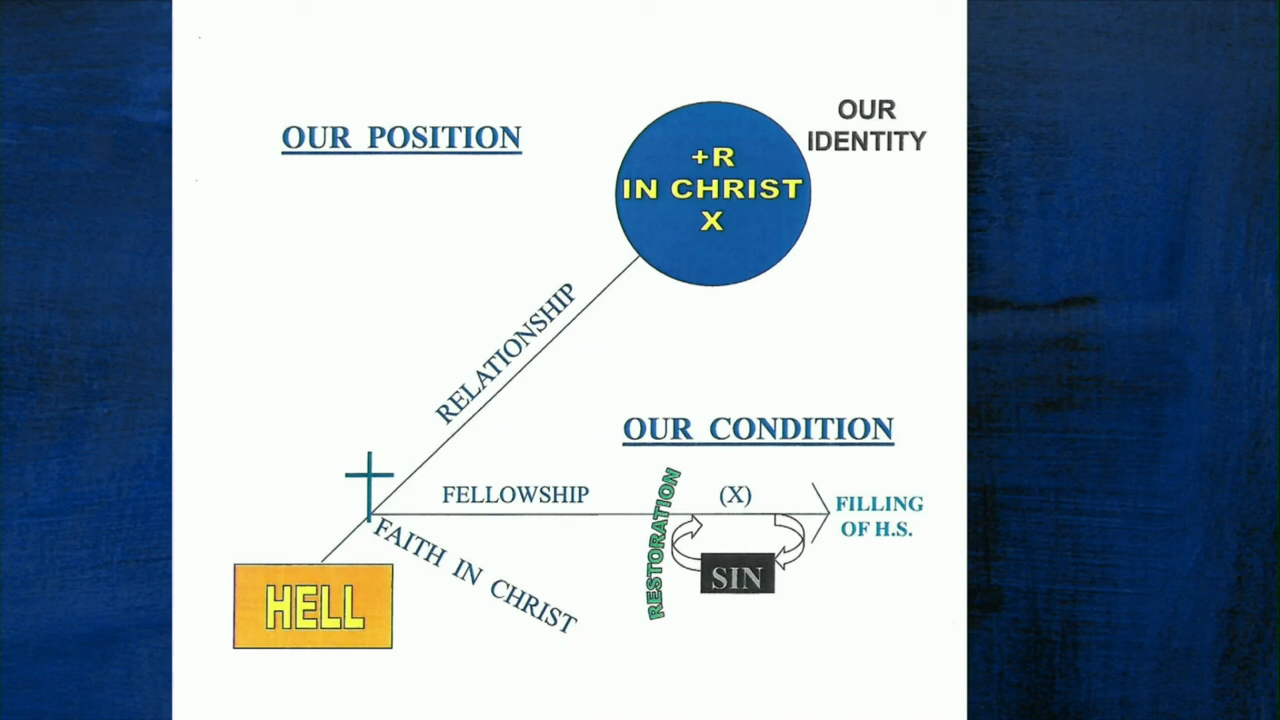 OUR POSITION
OUR
IDENTITY
+R
IN CHRIST
X
RELATIONSHIP
OUR CONDITION
FELLOWSHIP
RESTORATION
(X)
FILLING
OF H.S.
FAITH IN CHRIST
SIN
HELL